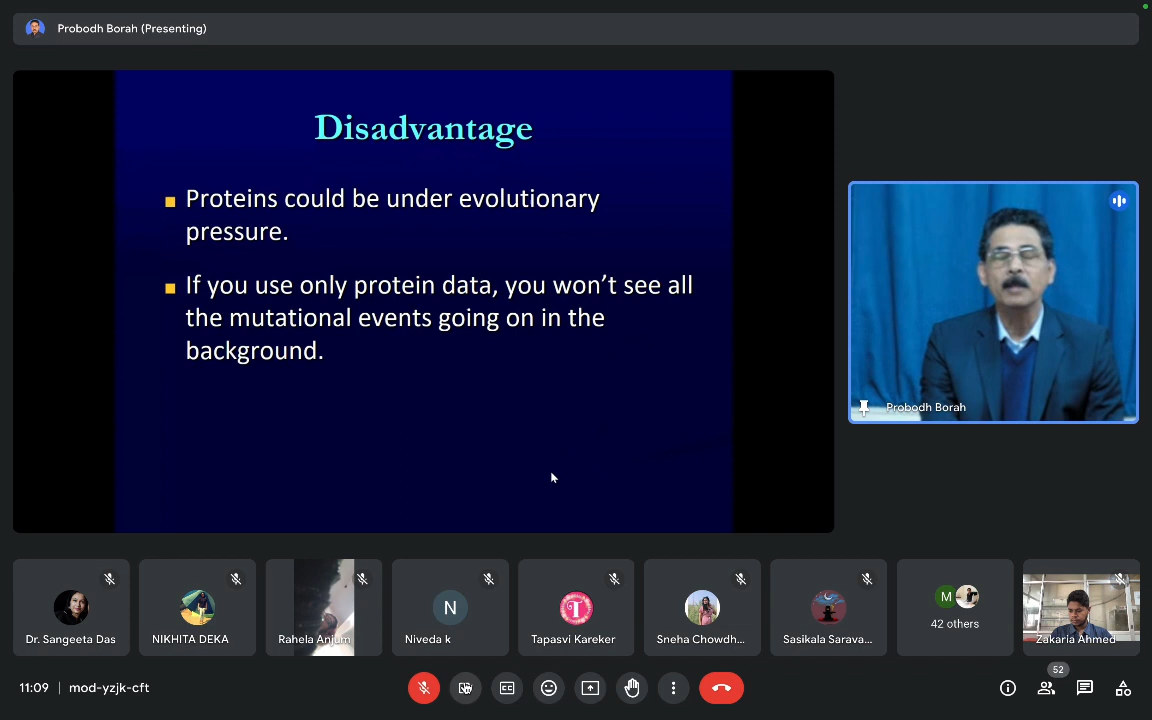 Probodh Borah (Presenting)
Disadvantage
Proteins could be under evolutionary
pressure.
If you use only protein data, you won't see all
the mutational events going on in the
background.
Probodh Borah
Dr. Sangeeta Das
NIKHITA DEKA
Rahela Anjum
N
Niveda k
T
Tapasvi Kareker
Sneha Chowdh...
Sasikala Sarava...
M
42 others
Zakaria Ahmed
11:09 | mod-yzjk-cft
52